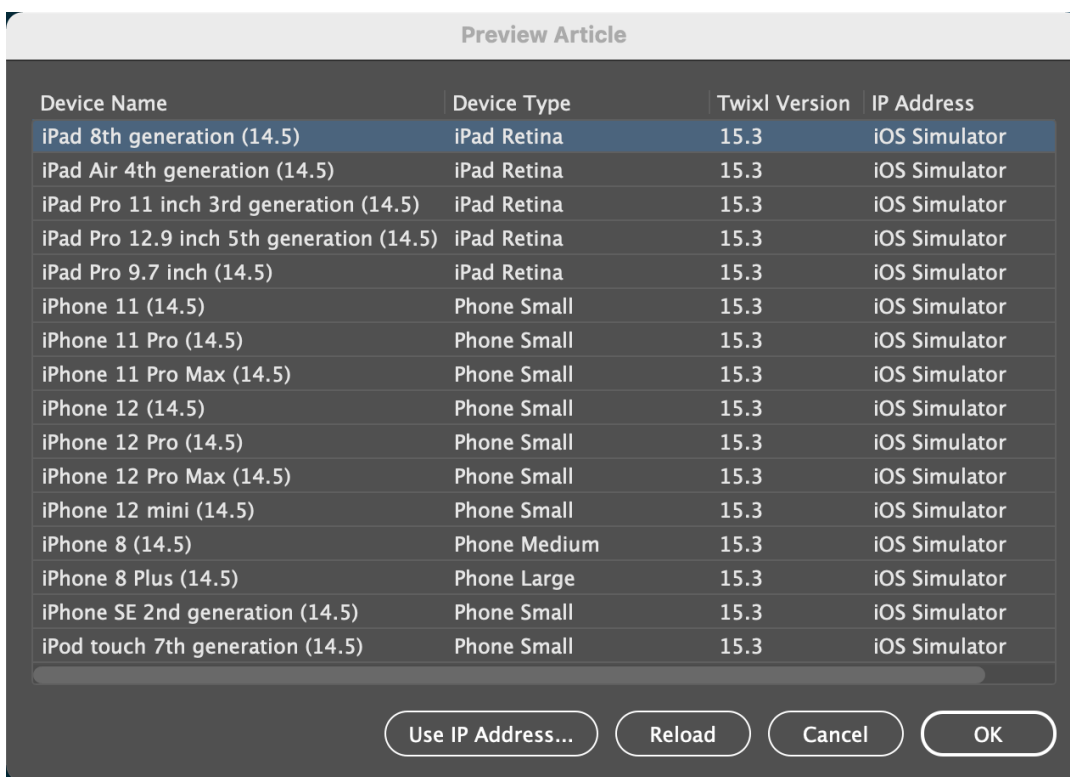 Preview Article
Device Name Device Type Twixl Version IP Address
iPad 8th generation (14.5) iPad Retina 15.3 iOS Simulator
iPad Air 4th generation (14.5) iPad Retina 15.3 iOS Simulator
iPad Pro 11 inch 3rd generation (14.5) iPad Retina 15.3 iOS Simulator
iPad Pro 12.9 inch 5th generation (14.5) iPad Retina 15.3 iOS Simulator
iPad Pro 9.7 inch (14.5) iPad Retina 15.3 iOS Simulator
iPhone 11 (14.5) Phone Small 15.3 iOS Simulator
iPhone 11 Pro (14.5) Phone Small 15.3 iOS Simulator
iPhone 11 Pro Max (14.5) Phone Small 15.3 iOS Simulator
iPhone 12 (14.5) Phone Small 15.3 iOS Simulator
iPhone 12 Pro (14.5) Phone Small 15.3 iOS Simulator
iPhone 12 Pro Max (14.5) Phone Small 15.3 iOS Simulator
iPhone 12 mini (14.5) Phone Small 15.3 iOS Simulator
iPhone 8 (14.5) Phone Medium 15.3 iOS Simulator
iPhone 8 Plus (14.5) Phone Large 15.3 iOS Simulator
iPhone SE 2nd generation (14.5) Phone Small 15.3 iOS Simulator
iPod touch 7th generation (14.5) Phone Small 15.3 iOS Simulator
Use IP Address... Reload Cancel OK